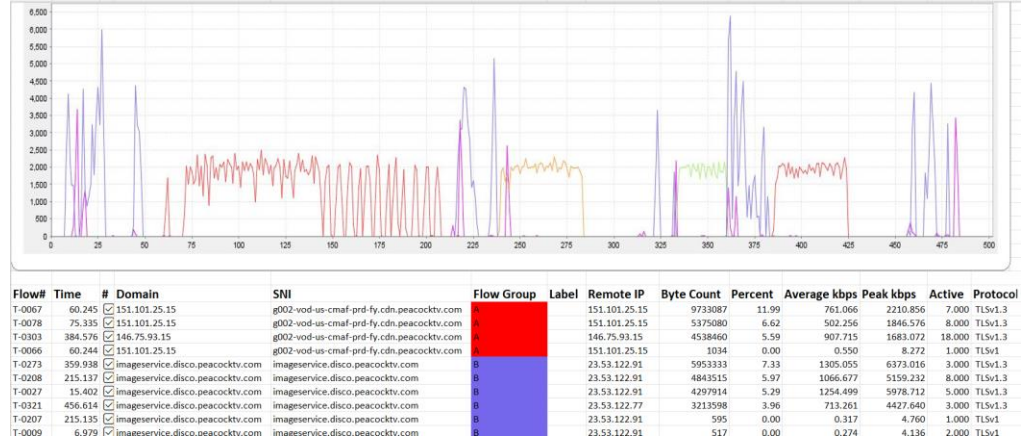 6,500
6,000
5,500
5,000
4,500
4,000
3,500
3,000
2,500
2,000
1,500
1,000
500
0
0 25 50 75 100 125 150 175 200 225 250 275 300 325 350 375 400 425 450 475 500
Flow# Time # Domain SNI Flow Group Label Remote IP Byte Count Percent Average kbps Peak kbps Active Protocol
T-0067 60.245 151.101.25.15 g002-vod-us-cmaf-prd-fy.cdn.peacocktv.com A 151.101.25.15 9733087 11.99 761.066 2210.856 7.000 TLSv1.3
T-0078 75.335 151.101.25.15 g002-vod-us-cmaf-prd-fy.cdn.peacocktv.com A 151.101.25.15 5375080 6.62 502.256 1846.576 8.000 TLSv1.3
T-0303 384.576 146.75.93.15 g002-vod-us-cmaf-prd-fy.cdn.peacocktv.com A 146.75.93.15 4538460 5.59 907.715 1683.072 18.000 TLSv1.3
T-0066 60.244 151.101.25.15 g002-vod-us-cmaf-prd-fy.cdn.peacocktv.com A 151.101.25.15 1034 0.00 0.550 8.272 1.000 TLSv1
T-0273 359.938 imageservice.disco.peacocktv.com imageservice.disco.peacocktv.com B 23.53.122.91 5953333 7.33 1305.055 6373.016 3.000 TLSv1.3
T-0208 215.137 imageservice.disco.peacocktv.com imageservice.disco.peacocktv.com B 23.53.122.91 4843515 5.97 1066.677 5159.232 8.000 TLSv1.3
T-0027 15.402 imageservice.disco.peacocktv.com imageservice.disco.peacocktv.com B 23.53.122.91 4297914 5.29 1254.499 5978.712 5.000 TLSv1.3
T-0321 456.614 imageservice.disco.peacocktv.com imageservice.disco.peacocktv.com B 23.53.122.77 3213598 3.96 713.261 4427.640 3.000 TLSv1.3
T-0207 215.135 imageservice.disco.peacocktv.com imageservice.disco.peacocktv.com B 23.53.122.91 595 0.00 0.317 4.760 1.000 TLSv1
T-0009 6.979 imageservice.disco.peacocktv.com imageservice.disco.peacocktv.com B 23.53.122.91 517 0.00 0.274 4.136 2.000 TLSv1